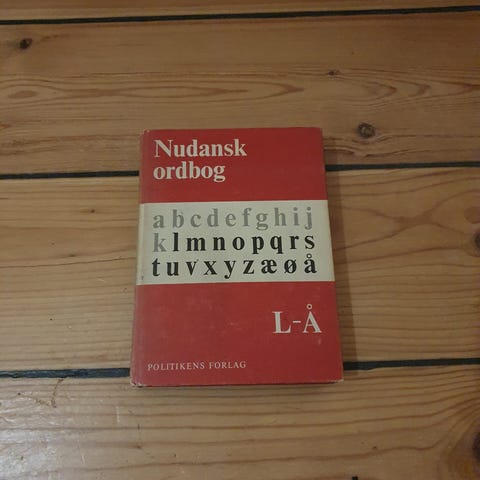 Nudansk
ordbog
abcdefghij
klmnopqrs
tuvxyzæøå
L-Å
POLITIKENS FORLAG